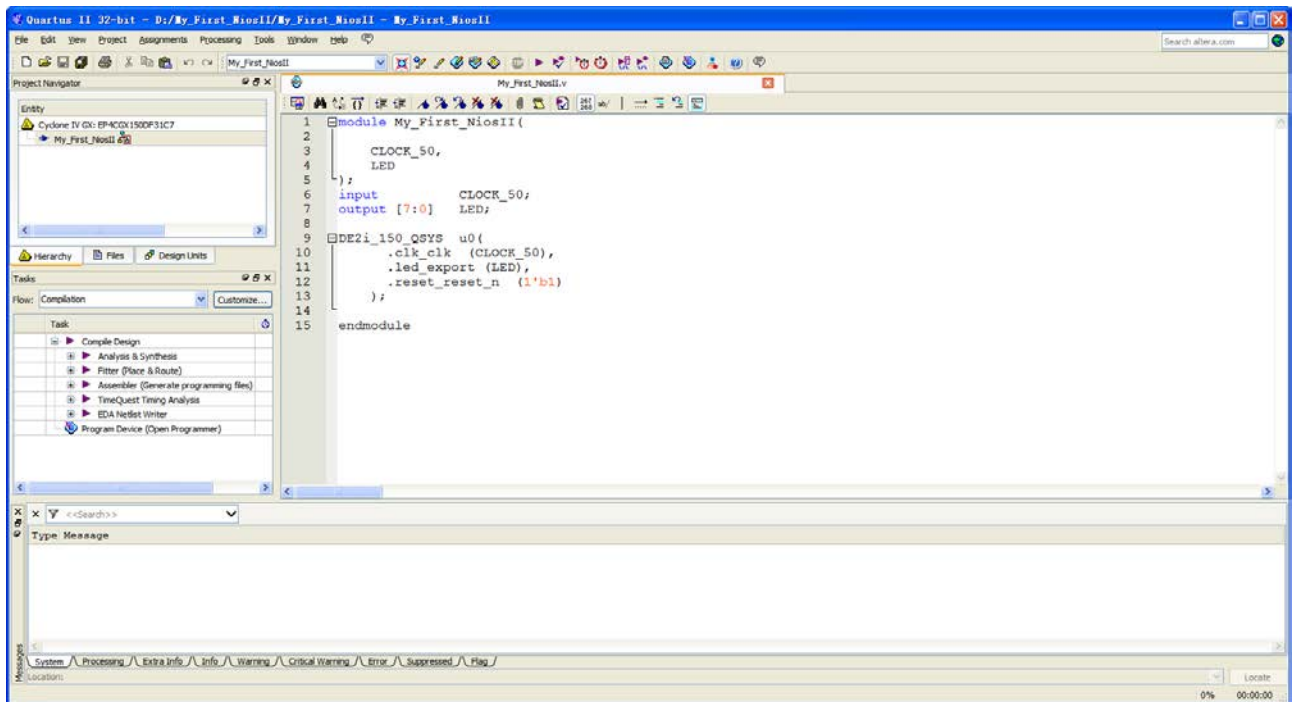 Quartus II 32-bit - D:/My_First_NiosII/My_First_NiosII - My_First_NiosII
File Edit View Project Assignments Processing Tools Window Help
Search altera.com
My_First_NiosII
Project Navigator
My_First_NiosII.v
Entity
Cyclone IV GX: EP4CGX150DF31C7
My_First_NiosII
Hierarchy Files Design Units
Tasks
Flow: Compilation Customize...
Task
Compile Design
Analysis & Synthesis
Fitter (Place & Route)
Assembler (Generate programming files)
TimeQuest Timing Analysis
EDA Netlist Writer
Program Device (Open Programmer)
267
268
ab/
1 module My_First_NiosII(
2
3 CLOCK_50,
4 LED
5 );
6 input CLOCK_50;
7 output [7:0] LED;
8
9 DE2i_150_QSYS u0(
10 .clk_clk (CLOCK_50),
11 .led_export (LED),
12 .reset_reset_n (1'b1)
13 );
14
15 endmodule
<<Search>>
Type Message
Messages
System Processing Extra Info Info Warning Critical Warning Error Suppressed Flag
Location: Locate
0% 00:00:00